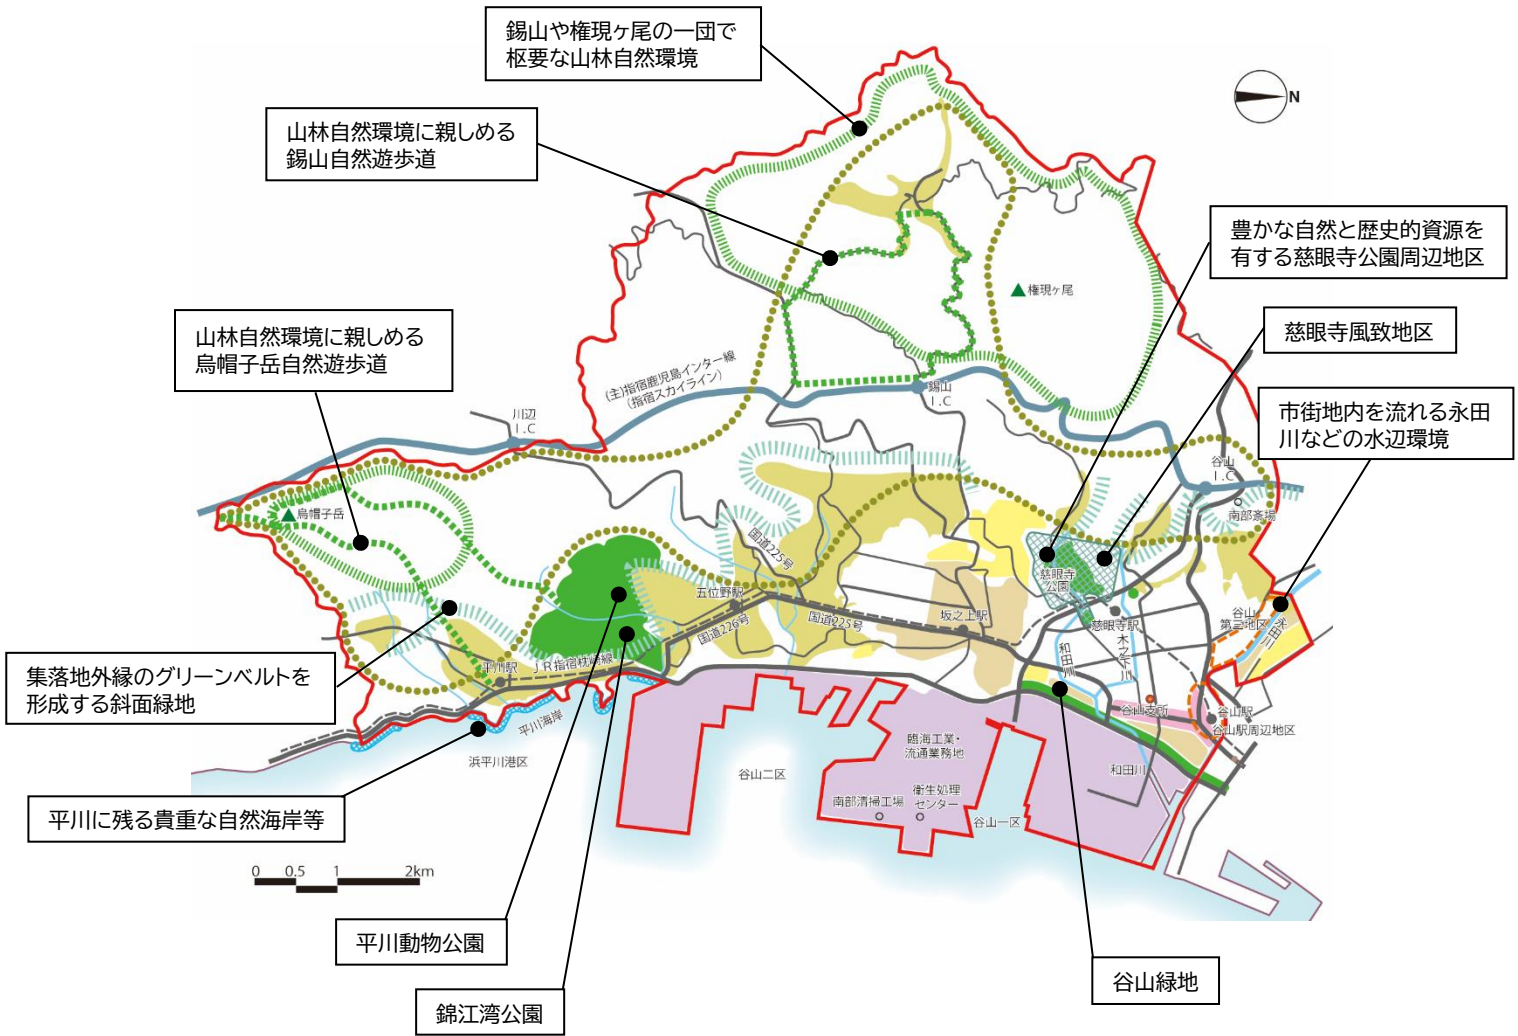 錫山や権現ヶ尾の一団で
枢要な山林自然環境
N
山林自然環境に親しめる
錫山自然遊歩道
豊かな自然と歴史的資源を
有する慈眼寺公園周辺地区
権現ヶ尾
山林自然環境に親しめる
烏帽子岳自然遊歩道
慈眼寺風致地区
(主)指宿鹿児島インター線
(指宿スカイライン)
錫山
I.C
川辺
I.C
市街地内を流れる永田
川などの水辺環境
谷山
I.C
南部斎場
烏帽子岳
国道225号
慈眼寺
公園
五位野駅
国道226号
国道225号
坂之上駅
慈眼寺駅
木之下川
和田川
谷山
第三地区
永田川
集落地外縁のグリーンベルトを
形成する斜面緑地
平川駅
JR指宿枕崎線
谷山支所
谷山駅
谷山駅周辺地区
平川海岸
浜平川港区
谷山二区
臨海工業・
流通業務地
和田川
南部清掃工場
衛生処理
センター
谷山一区
平川に残る貴重な自然海岸等
0 0.5 1 2km
平川動物公園
錦江湾公園
谷山緑地